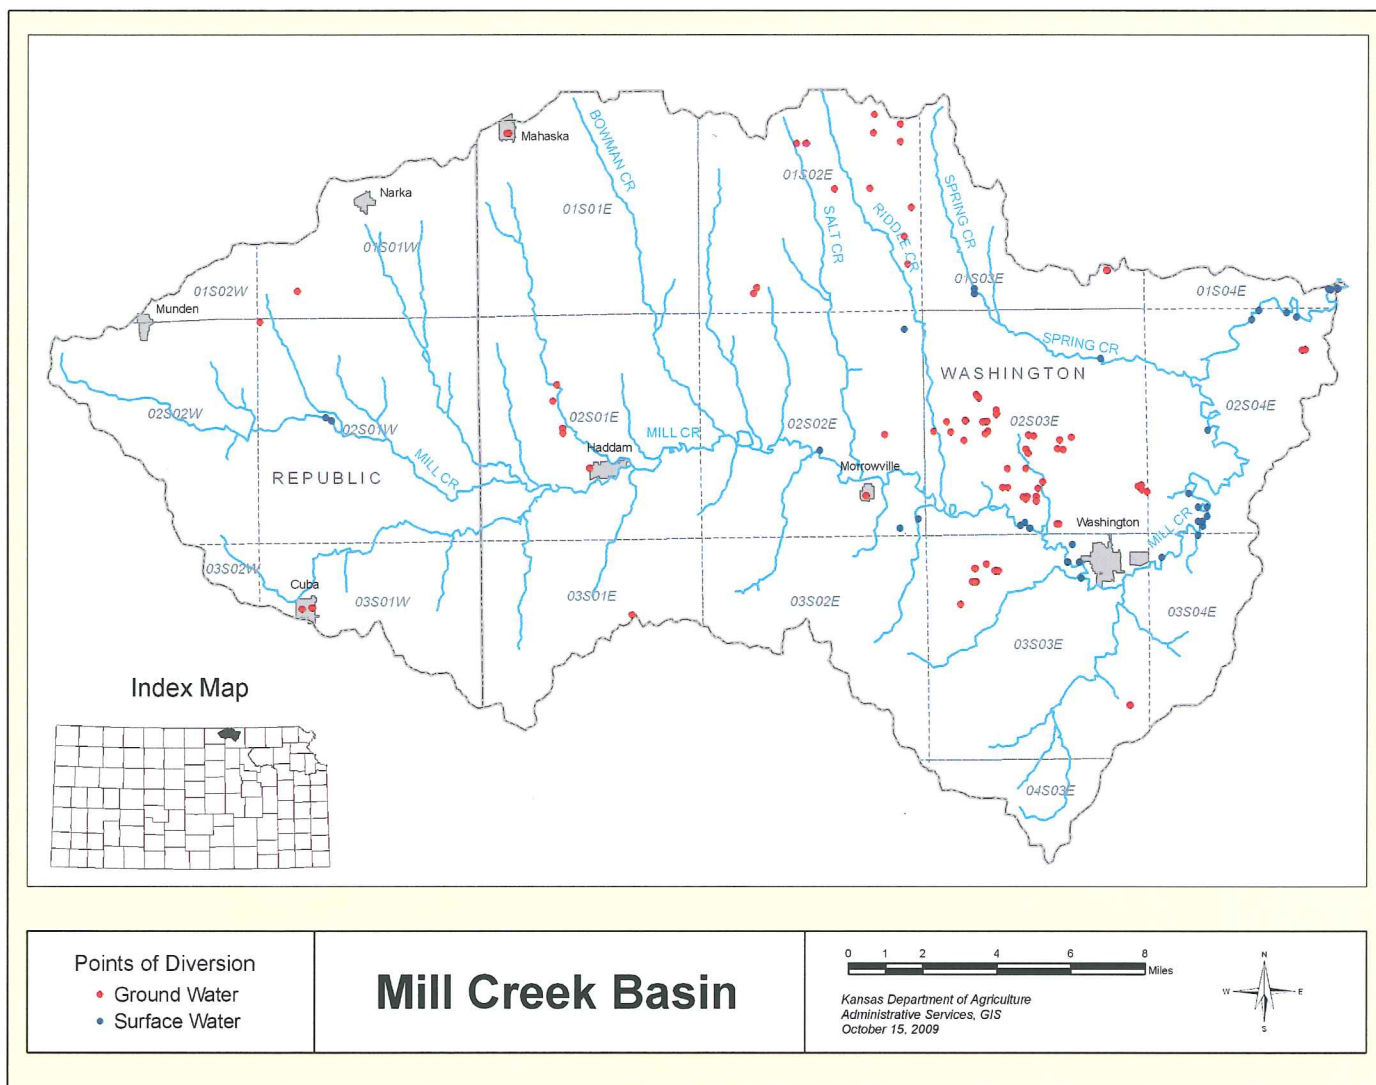 Mahaska
BOWMAN CR
Narka
01S02E
01S01E
SALT CR
RIDDLE CR
SPRING CR
01S01W
01S02W
01S03E
01S04E
Munden
SPRING CR
WASHINGTON
02S02W
02S01W
02S01E
02S02E
02S03E
02S04E
Haddam
MILL CR
MILL CR
Morrowville
REPUBLIC
Washington
MILL CR
03S02W
Cuba
03S01W
03S01E
03S02E
03S03E
03S04E
04S03E
Index Map
Points of Diversion
Ground Water
Surface Water
Mill Creek Basin
0 1 2 4 6 8
Miles
Kansas Department of Agriculture
Administrative Services, GIS
October 15, 2009
N
W E
S